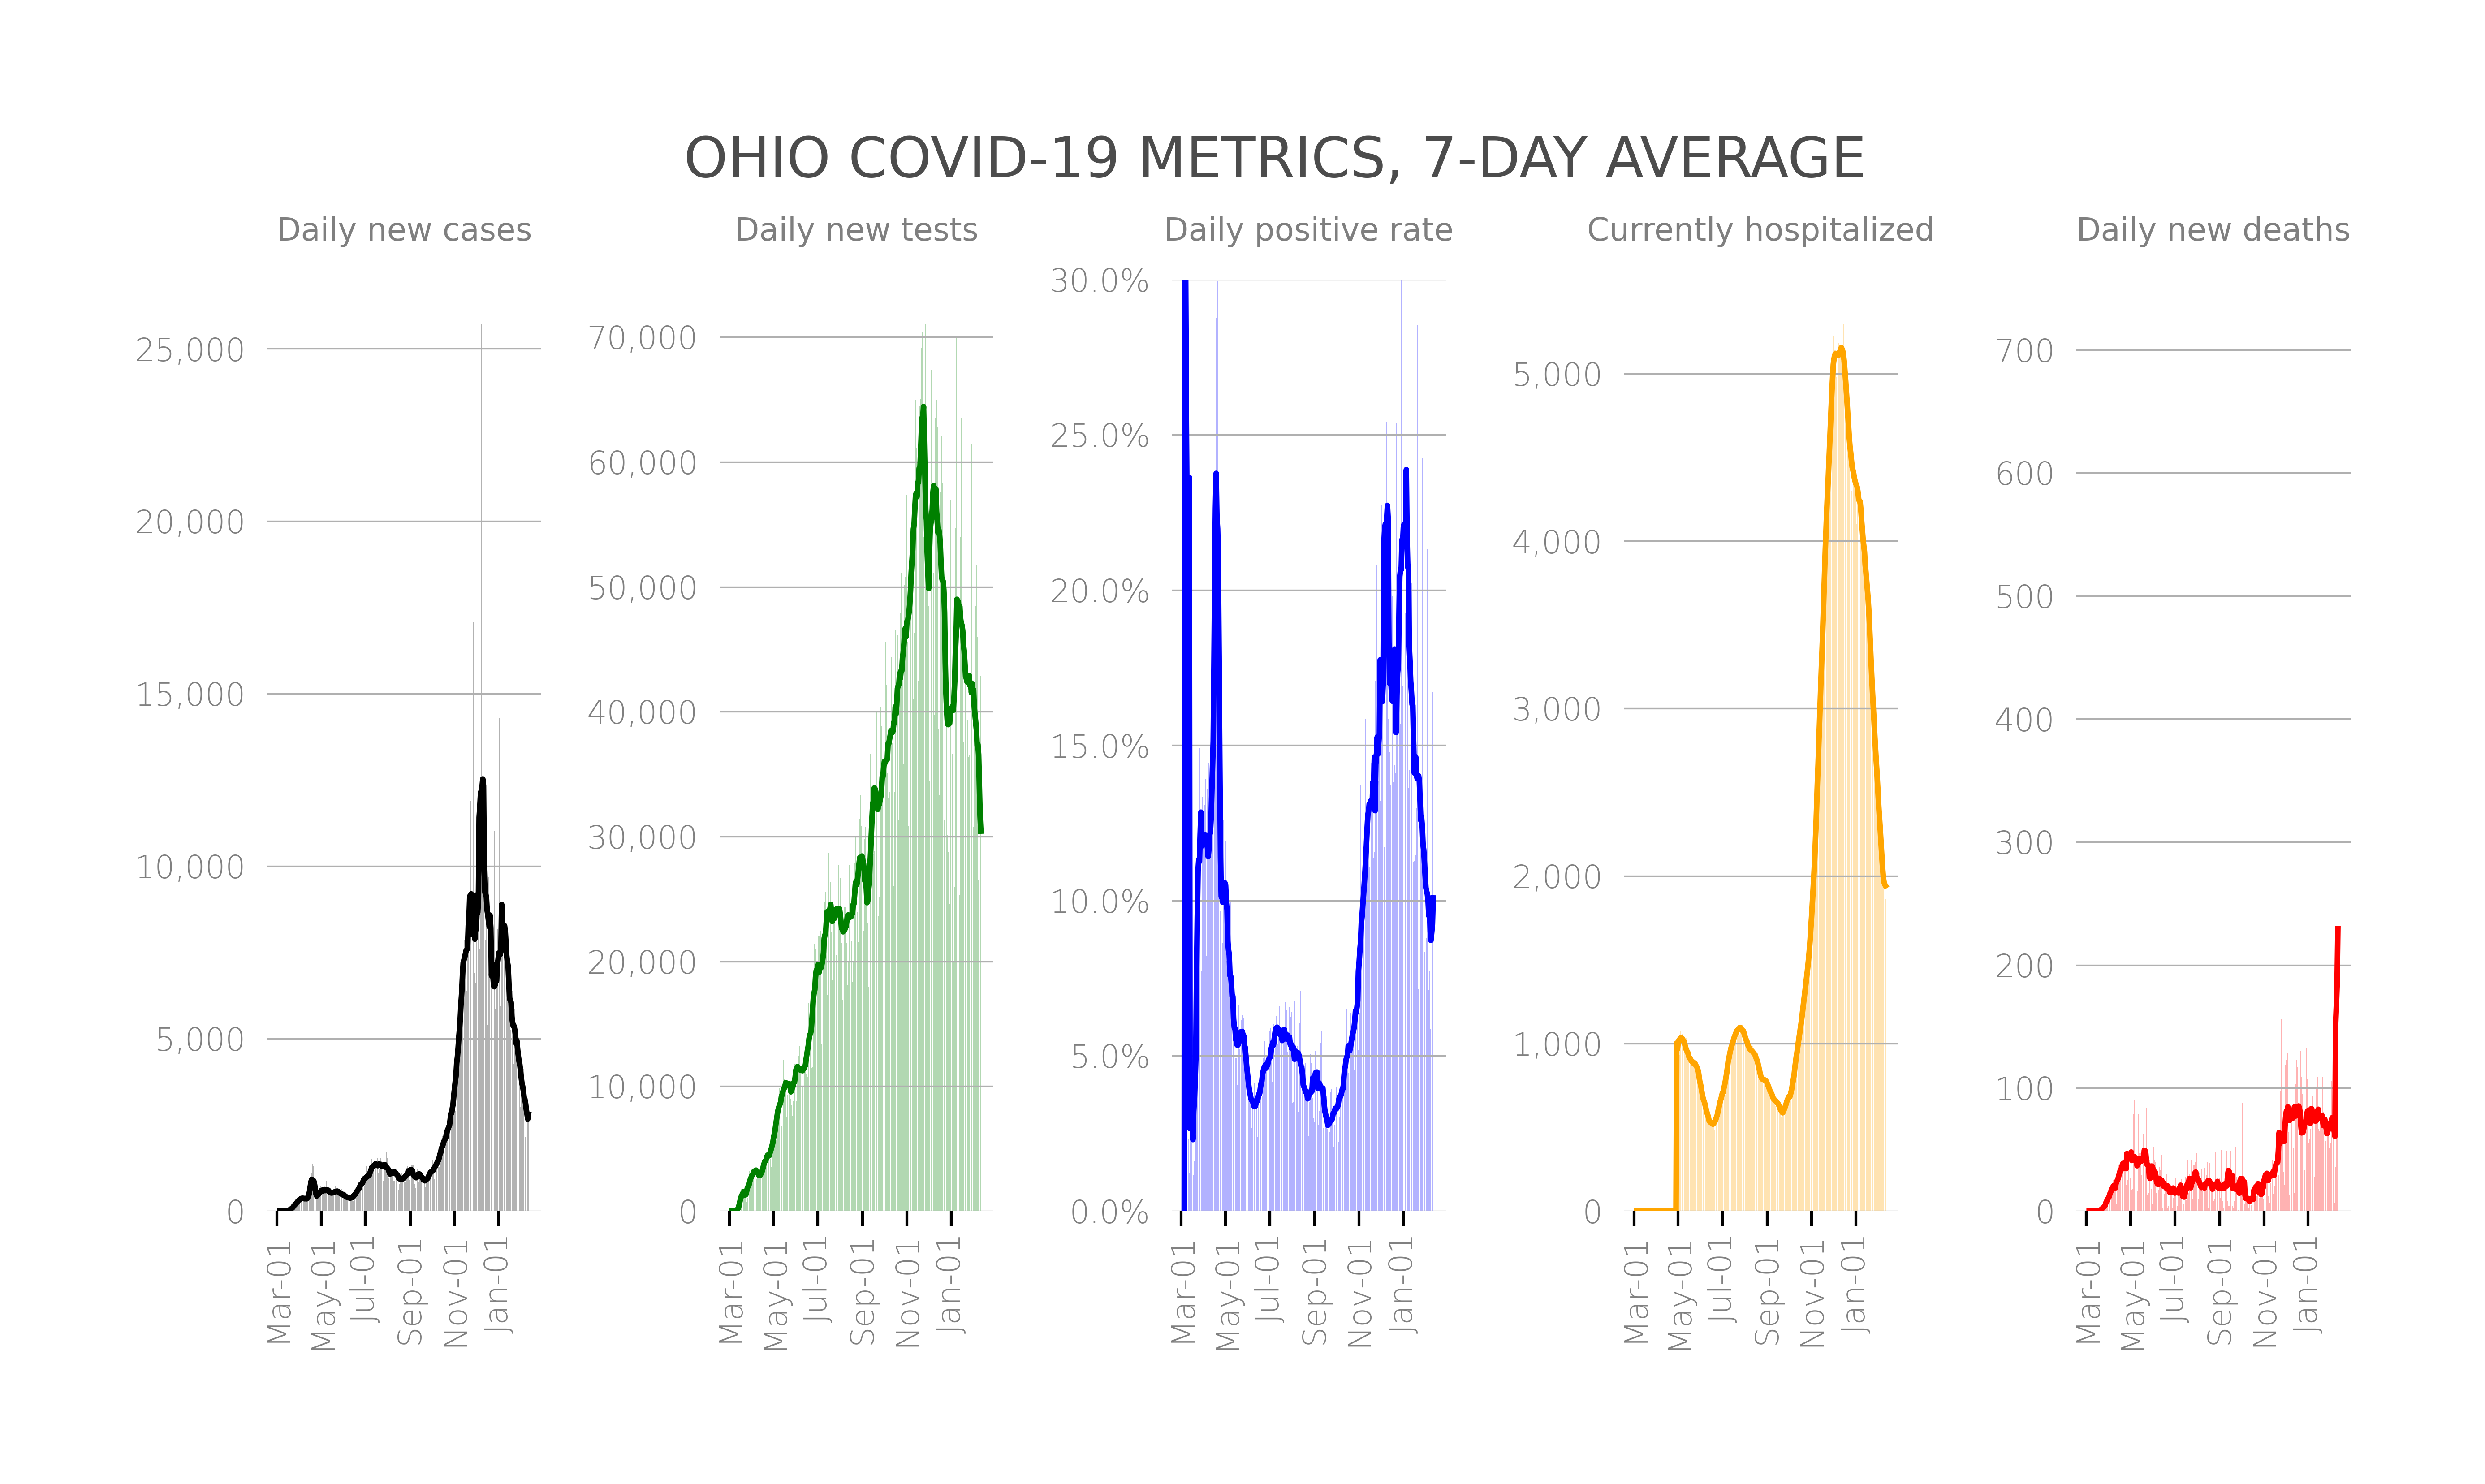 OHIO COVID-19 METRICS, 7-DAY AVERAGE
Daily new cases
25,000
20,000
15,000
10,000
5,000
0
Mar-01
May-01
Jul-01
Sep-01
Nov-01
Jan-01
Daily new tests
70,000
60,000
50,000
40,000
30,000
20,000
10,000
0
Mar-01
May-01
Jul-01
Sep-01
Nov-01
Jan-01
Daily positive rate
30.0%
25.0%
20.0%
15.0%
10.0%
5.0%
0.0%
Mar-01
May-01
Jul-01
Sep-01
Nov-01
Jan-01
Currently hospitalized
5,000
4,000
3,000
2,000
1,000
0
Mar-01
May-01
Jul-01
Sep-01
Nov-01
Jan-01
Daily new deaths
700
600
500
400
300
200
100
0
Mar-01
May-01
Jul-01
Sep-01
Nov-01
Jan-01